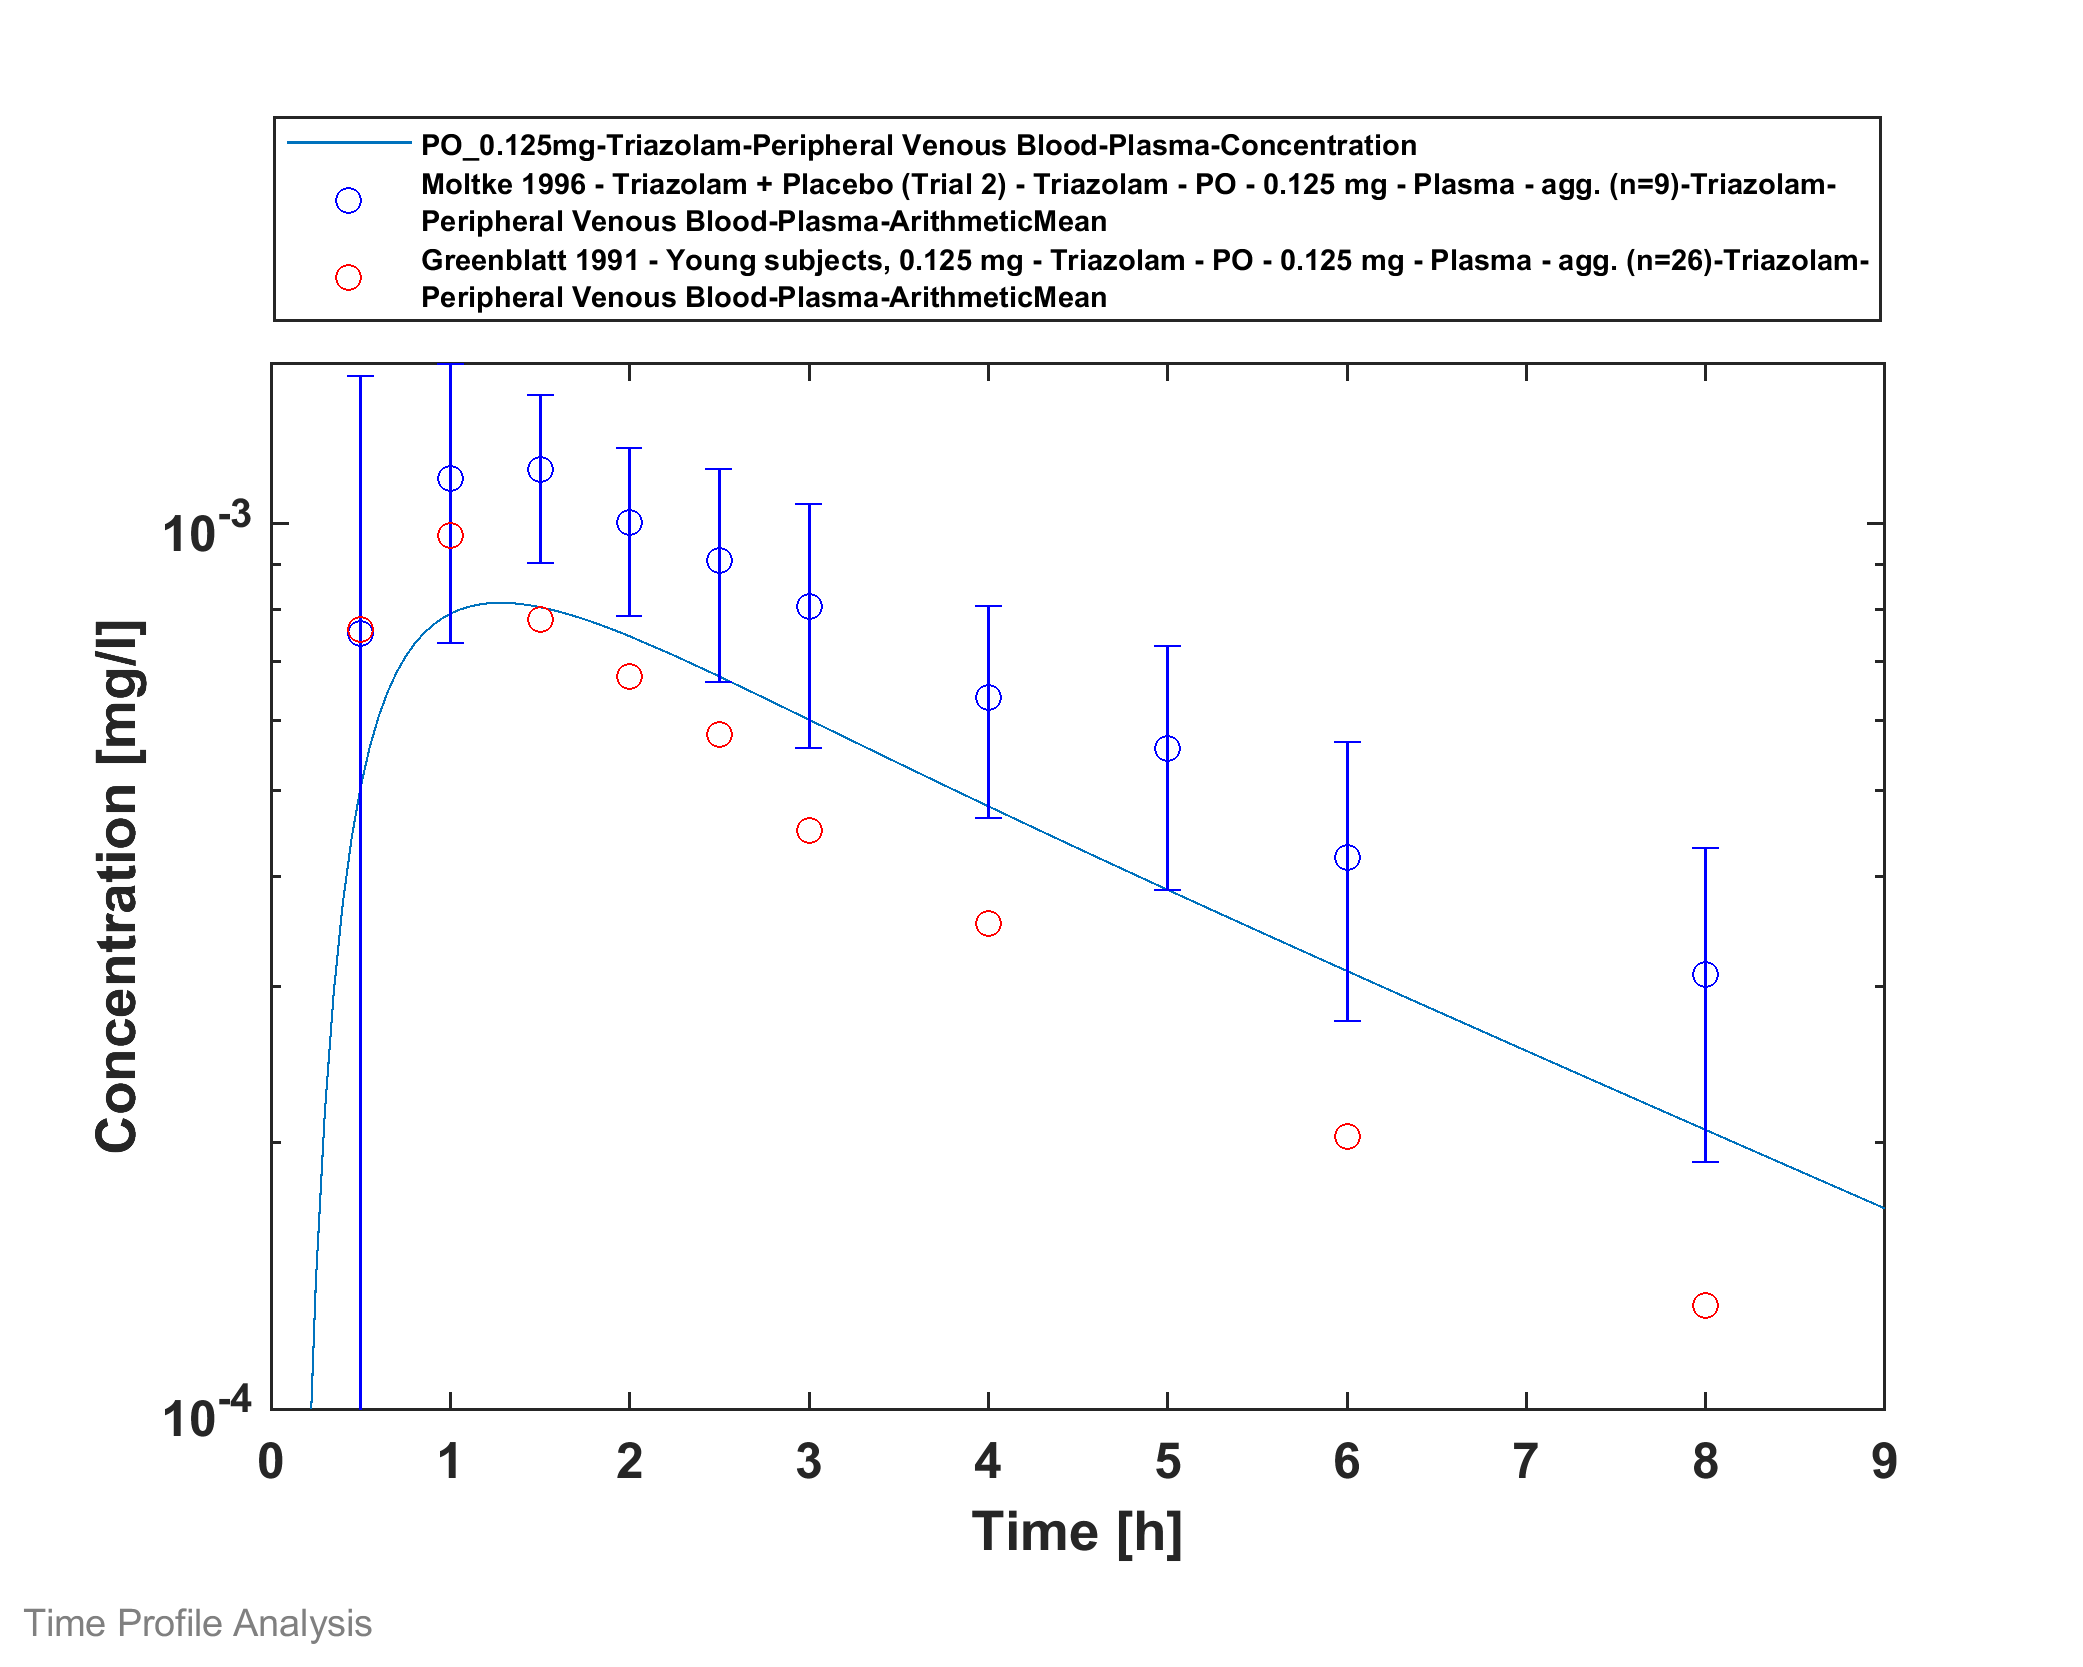 PO_0.125mg-Triazolam-Peripheral Venous Blood-Plasma-Concentration
Moltke 1996 - Triazolam + Placebo (Trial 2) - Triazolam - PO - 0.125 mg - Plasma - agg. (n=9)-Triazolam-
Peripheral Venous Blood-Plasma-ArithmeticMean
Greenblatt 1991 - Young subjects, 0.125 mg - Triazolam - PO - 0.125 mg - Plasma - agg. (n=26)-Triazolam-
Peripheral Venous Blood-Plasma-ArithmeticMean
Concentration [mg/l]
10-3
10-4
0 1 2 3 4 5 6 7 8 9
Time [h]
Time Profile Analysis